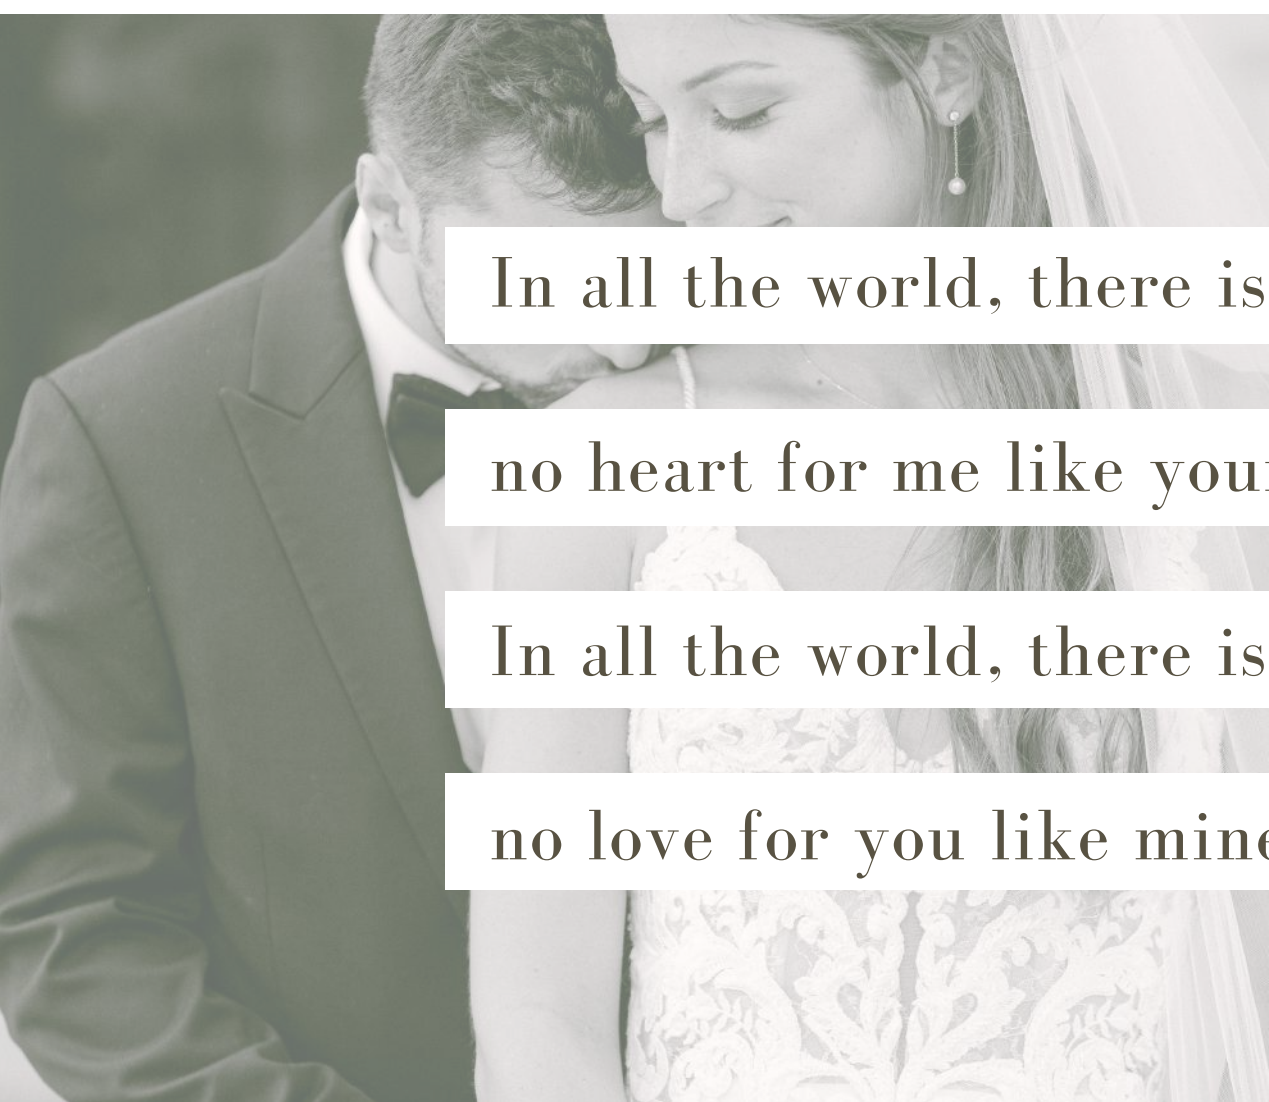 In all the world, there is
no heart for me like your
In all the world, there is
no love for you like mine